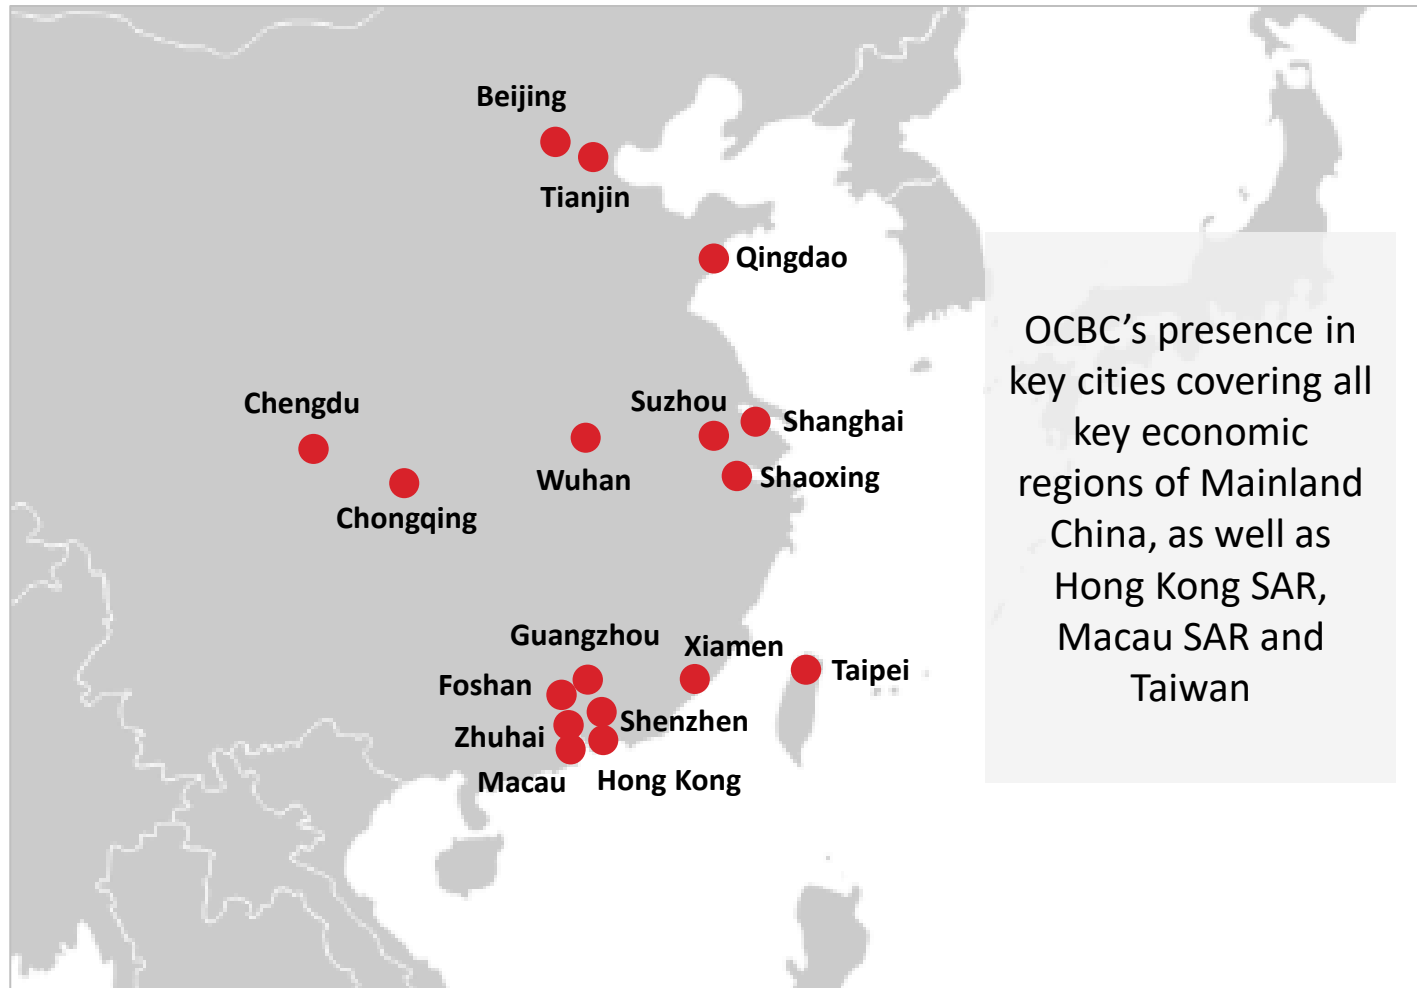 Beijing
Tianjin
Qingdao
Chengdu
Suzhou
Shanghai
Wuhan
Shaoxing
Chongqing
Guangzhou
Xiamen
Foshan
Taipei
Shenzhen
Zhuhai
Macau
Hong Kong
OCBC’s presence in
key cities covering all
key economic
regions of Mainland
China, as well as
Hong Kong SAR,
Macau SAR and
Taiwan